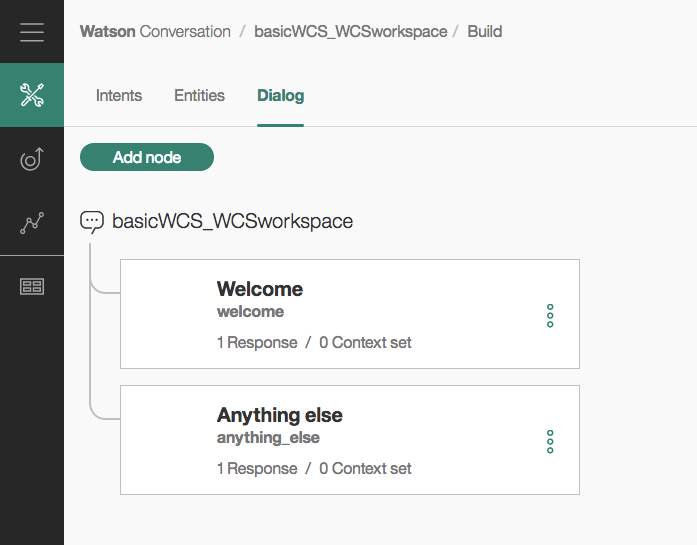 Watson Conversation / basicWCS_WCSworkspace / Build
Intents Entities Dialog
Add node
basicWCS_WCSworkspace
Welcome
welcome
1 Response / 0 Context set
Anything else
anything_else
1 Response / 0 Context set